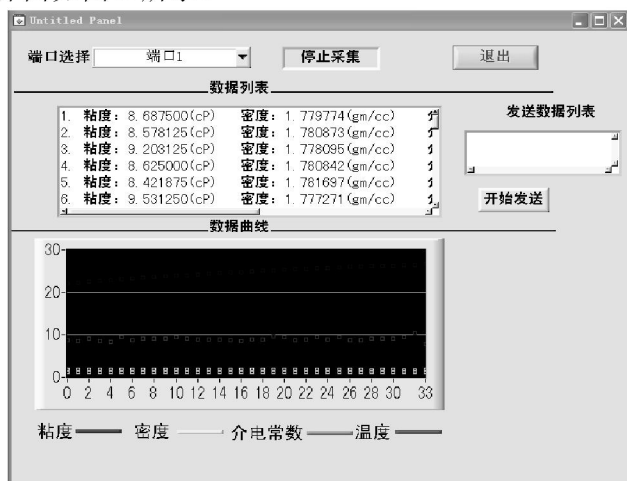 Untitled Panel
端口选择 端口1 停止采集 退出
数据列表
1. 粘度：8.687500(cP) 密度：1.779774(gm/cc)
2. 粘度：8.578125(cP) 密度：1.780873(gm/cc)
3. 粘度：9.203125(cP) 密度：1.778095(gm/cc)
4. 粘度：8.625000(cP) 密度：1.780842(gm/cc)
5. 粘度：8.421875(cP) 密度：1.781697(gm/cc)
6. 粘度：9.531250(cP) 密度：1.777271(gm/cc)
发送数据列表
开始发送
数据曲线
30
20
10
0
0 2 4 6 8 10 12 14 16 18 20 22 24 26 28 30 33
粘度 密度 介电常数 温度